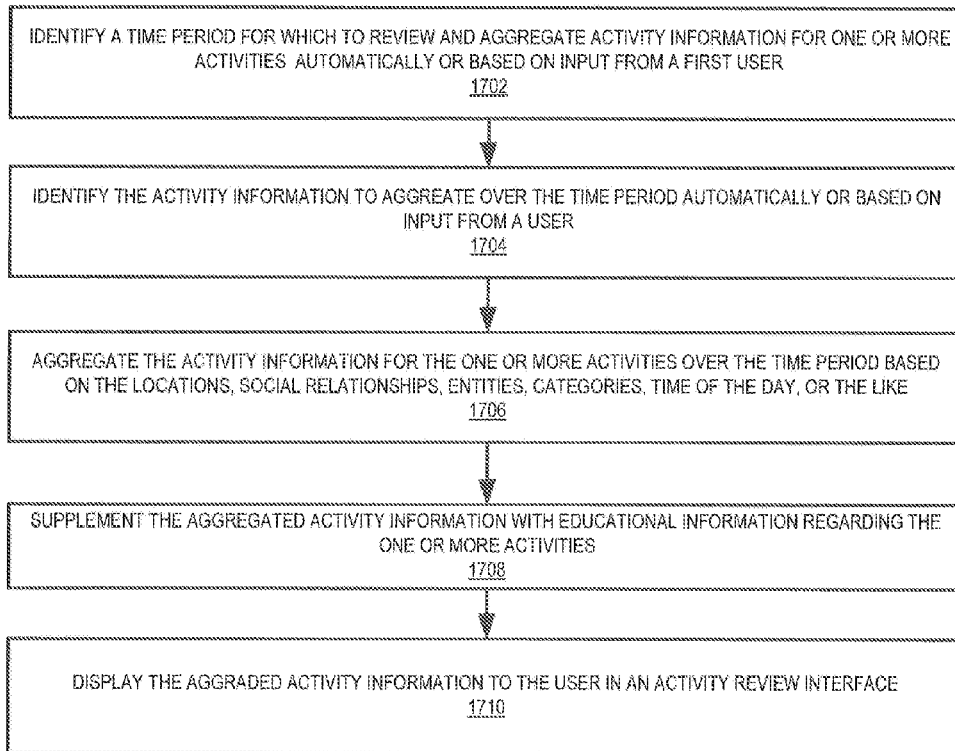 IDENTIFY A TIME PERIOD FOR WHICH TO REVIEW AND AGGREGATE ACTIVITY INFORMATION FOR ONE OR MORE
ACTIVITIES AUTOMATICALLY OR BASED ON INPUT FROM A FIRST USER
1702
IDENTIFY THE ACTIVITY INFORMATION TO AGGREATE OVER THE TIME PERIOD AUTOMATICALLY OR BASED ON
INPUT FROM A USER
1704
AGGREGATE THE ACTIVITY INFORMATION FOR THE ONE OR MORE ACTIVITIES OVER THE TIME PERIOD BASED
ON THE LOCATIONS, SOCIAL RELATIONSHIPS, ENTITIES, CATEGORIES, TIME OF THE DAY, OR THE LIKE
1706
SUPPLEMENT THE AGGREGATED ACTIVITY INFORMATION WITH EDUCATIONAL INFORMATION REGARDING THE
ONE OR MORE ACTIVITIES
1708
DISPLAY THE AGGRADED ACTIVITY INFORMATION TO THE USER IN AN ACTIVITY REVIEW INTERFACE
1710